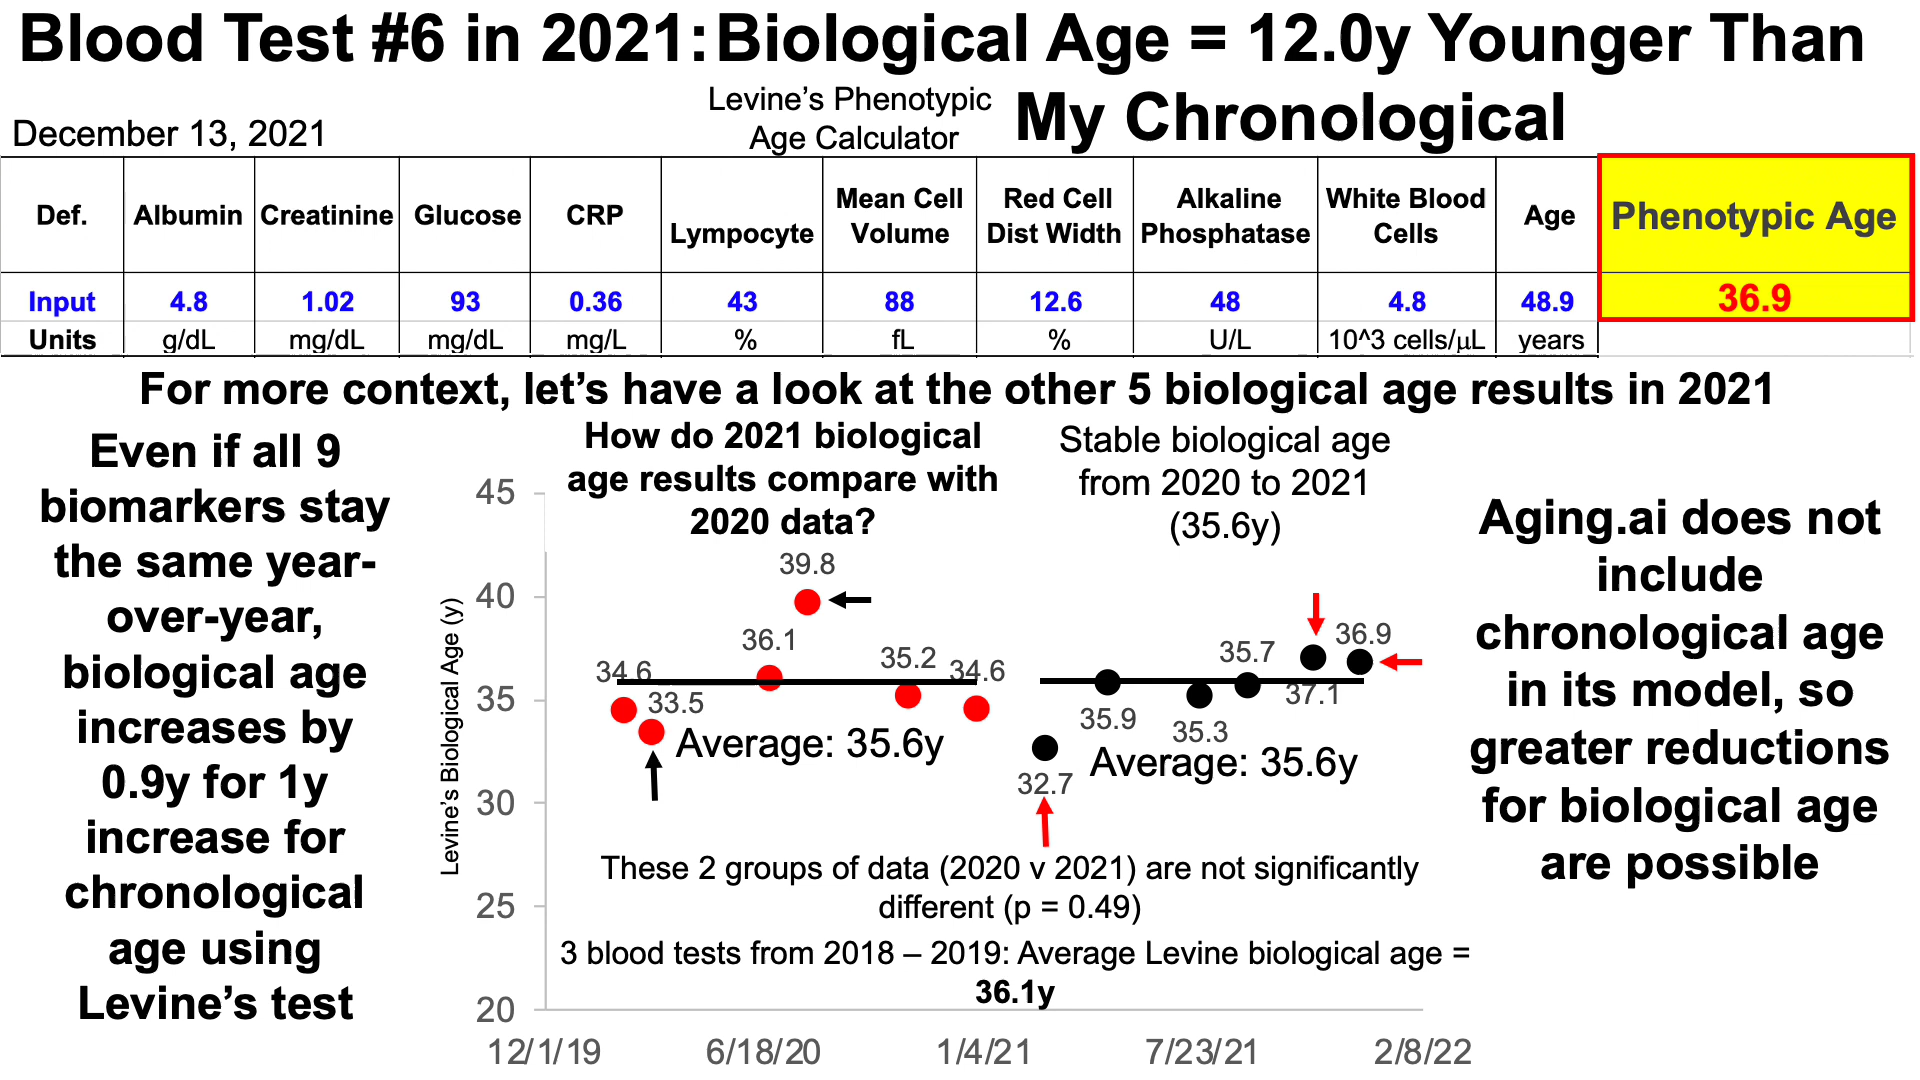 Blood Test #6 in 2021: Biological Age = 12.0y Younger Than
My Chronological
Levine’s Phenotypic
Age Calculator
December 13, 2021
Def. Albumin Creatinine Glucose CRP Lympocyte Mean Cell Volume Red Cell Dist Width Alkaline Phosphatase White Blood Cells Age Phenotypic Age
Input 4.8 1.02 93 0.36 43 88 12.6 48 4.8 48.9 36.9
Units g/dL mg/dL mg/dL mg/L % fL % U/L 10^3 cells/µL years
For more context, let’s have a look at the other 5 biological age results in 2021
Even if all 9
biomarkers stay
the same year-
over-year,
biological age
increases by
0.9y for 1y
increase for
chronological
age using
Levine’s test
How do 2021 biological
age results compare with
2020 data?
Stable biological age
from 2020 to 2021
(35.6y)
Levine’s Biological Age (y)
45
40
35
30
25
20
34.6
33.5
36.1
39.8
35.2
34.6
Average: 35.6y
32.7
35.9
35.3
35.7
37.1
36.9
Average: 35.6y
These 2 groups of data (2020 v 2021) are not significantly
different (p = 0.49)
3 blood tests from 2018 – 2019: Average Levine biological age =
36.1y
12/1/19 6/18/20 1/4/21 7/23/21 2/8/22
Aging.ai does not
include
chronological age
in its model, so
greater reductions
for biological age
are possible